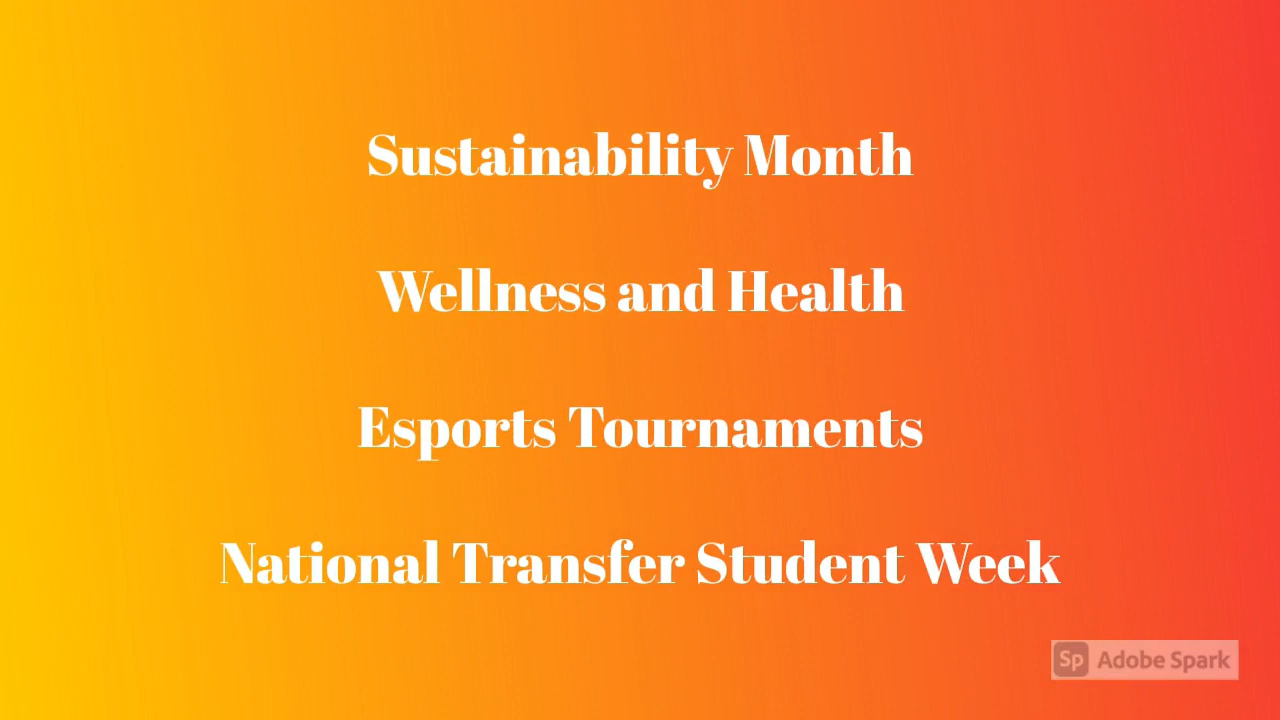 Sustainability Month
Wellness and Health
Esports Tournaments
National Transfer Student Week
Sp Adobe Spark